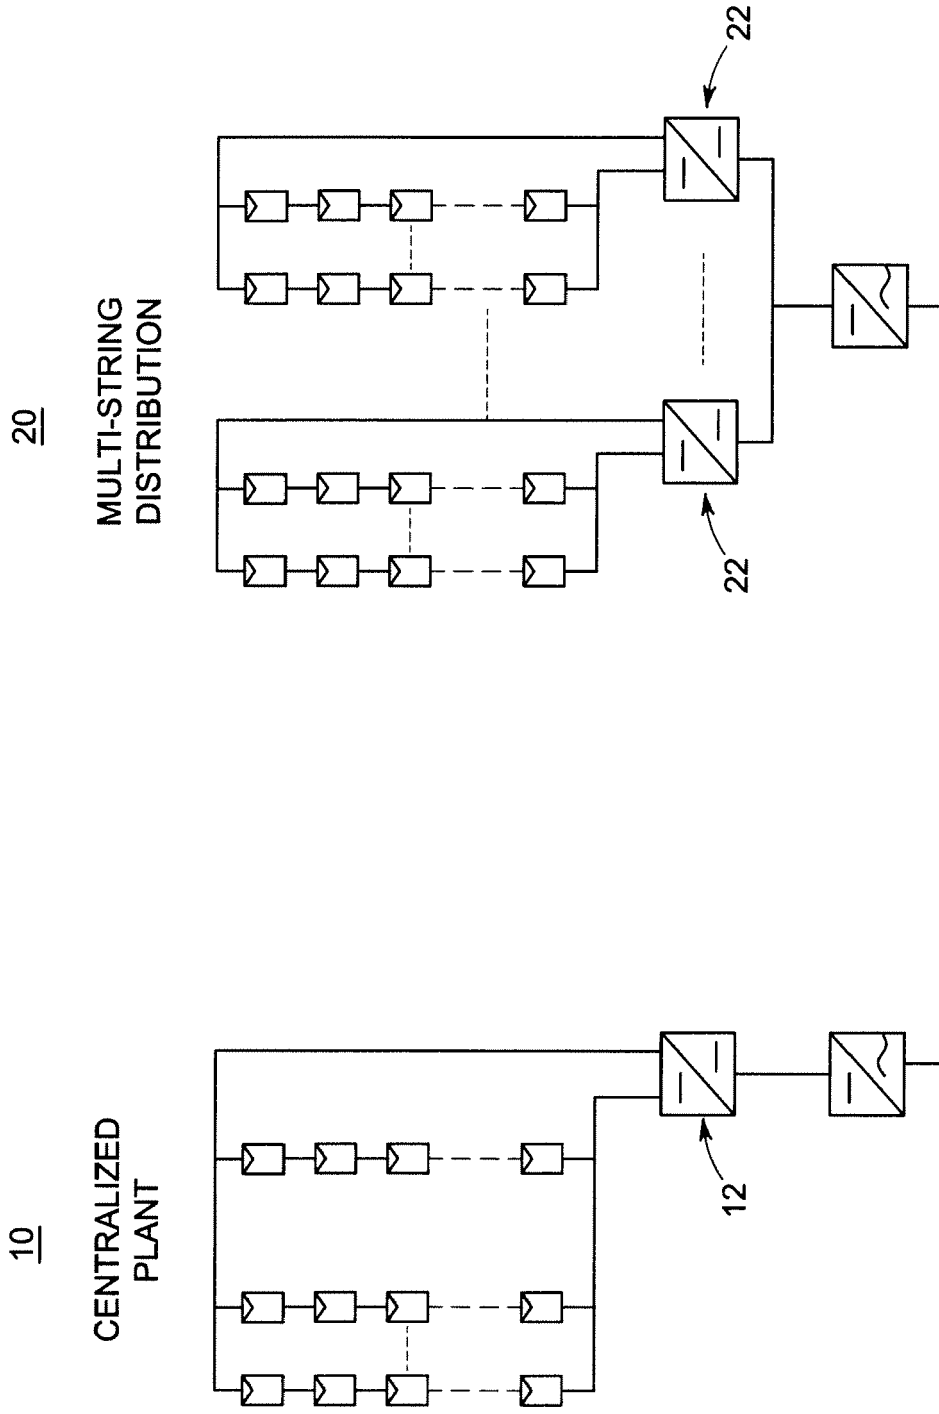 10
CENTRALIZED
PLANT
12
20
MULTI-STRING
DISTRIBUTION
22
22